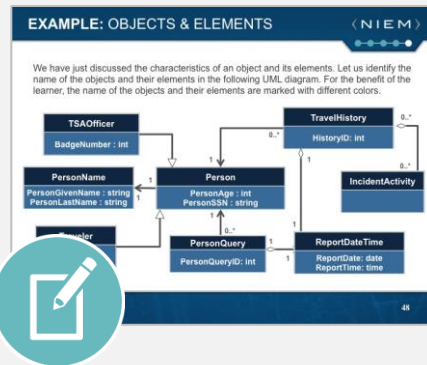 EXAMPLE: OBJECTS & ELEMENTS
〈NIEM〉
We have just discussed the characteristics of an object and its elements. Let us identify the
name of the objects and their elements in the following UML diagram. For the benefit of the
learner, the name of the objects and their elements are marked with different colors.
TSAOfficer
BadgeNumber : int
TravelHistory
HistoryID: int
0..*
0..*
0..*
1
PersonName
PersonGivenName : string
PersonLastName : string
1
1
Person
PersonAge : int
PersonSSN : string
IncidentActivity
1
0..*
1
PersonQuery
PersonQueryID: int
1
1
ReportDateTime
ReportDate: date
ReportTime: time
48